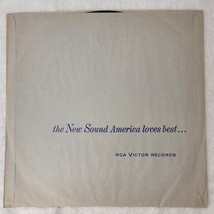 the New Sound America loves best...
RCA VICTOR RECORDS